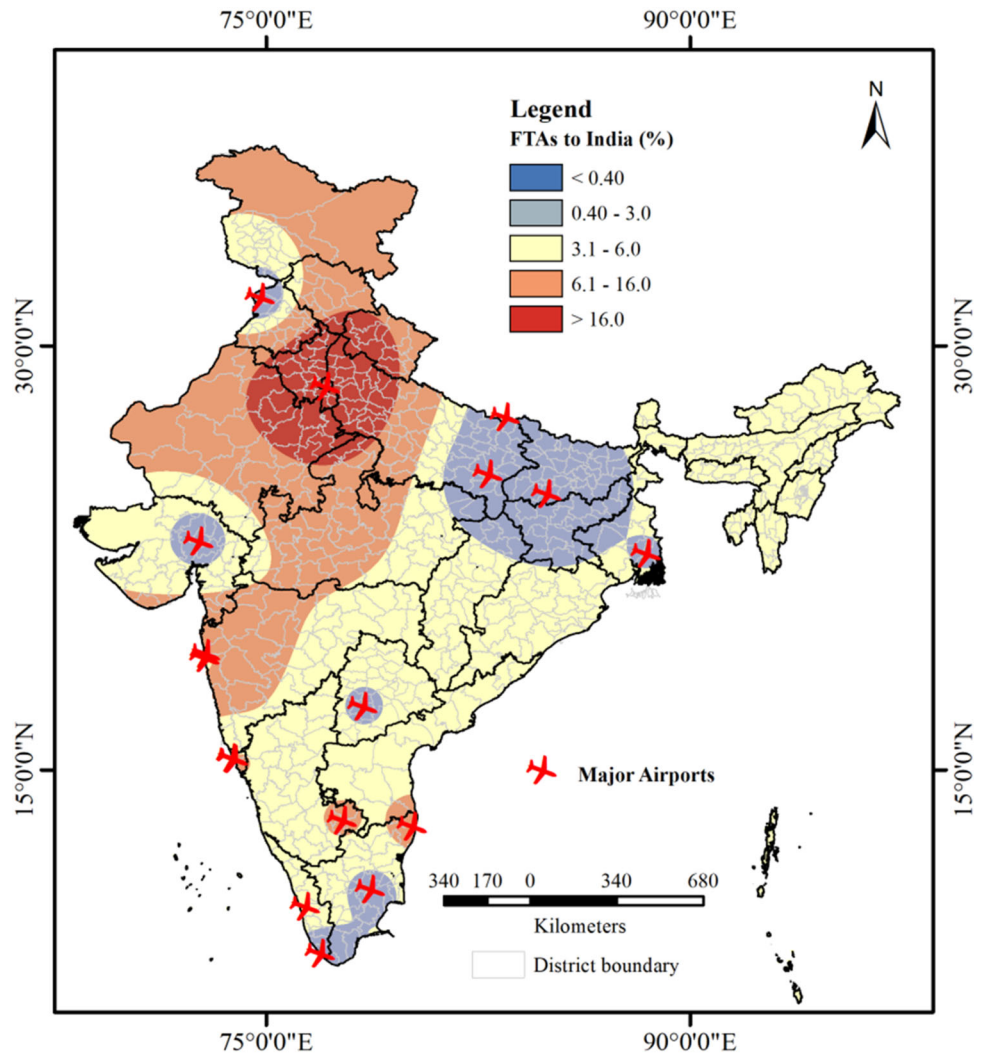 75°0'0"E
90°0'0"E
N
Legend
FTAs to India (%)
< 0.40
0.40 - 3.0
3.1 - 6.0
6.1 - 16.0
> 16.0
30°0'0"N
30°0'0"N
15°0'0"N
15°0'0"N
Major Airports
340 170 0 340 680
Kilometers
District boundary
75°0'0"E
90°0'0"E